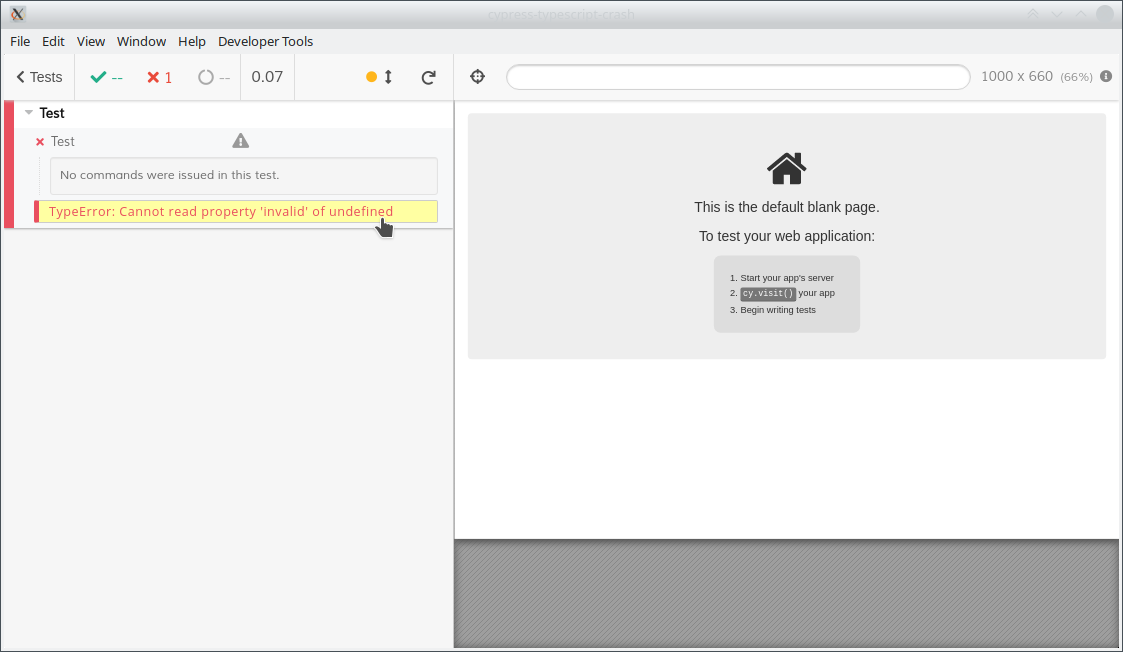 cypress-typescript-crash
File Edit View Window Help Developer Tools
Tests -- 1 -- 0.07 1000 x 660 (66%)
Test
Test
No commands were issued in this test.
TypeError: Cannot read property 'invalid' of undefined
This is the default blank page.
To test your web application:
1. Start your app's server
2. cy.visit() your app
3. Begin writing tests